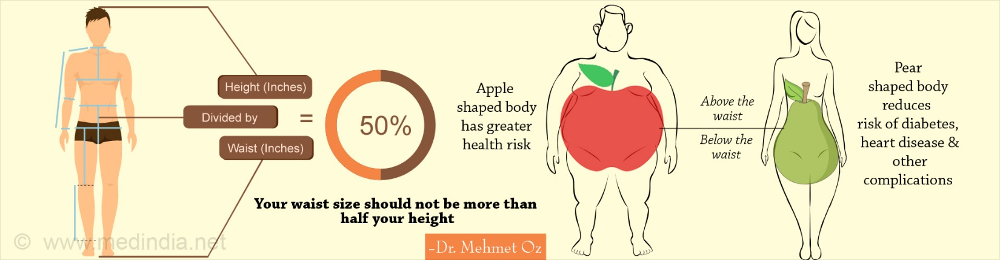 Height (Inches)
Divided by
Waist (Inches)
=
50%
Your waist size should not be more than
half your height
-Dr. Mehmet Oz
Apple
shaped body
has greater
health risk
Above the
waist
Below the
waist
Pear
shaped body
reduces
risk of diabetes,
heart disease &
other
complications
© www.medindia.net